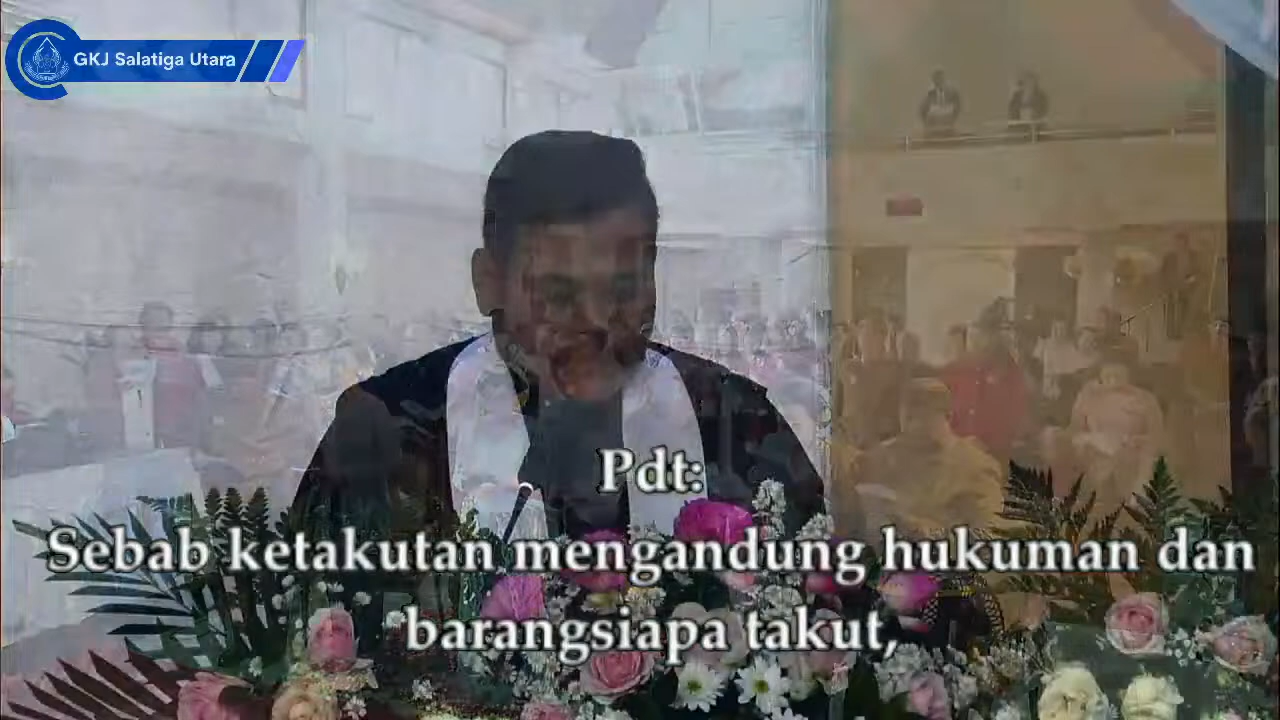 GKJ Salatiga Utara
Pdt:
Sebab ketakutan mengandung hukuman dan
barangsiapa takut,